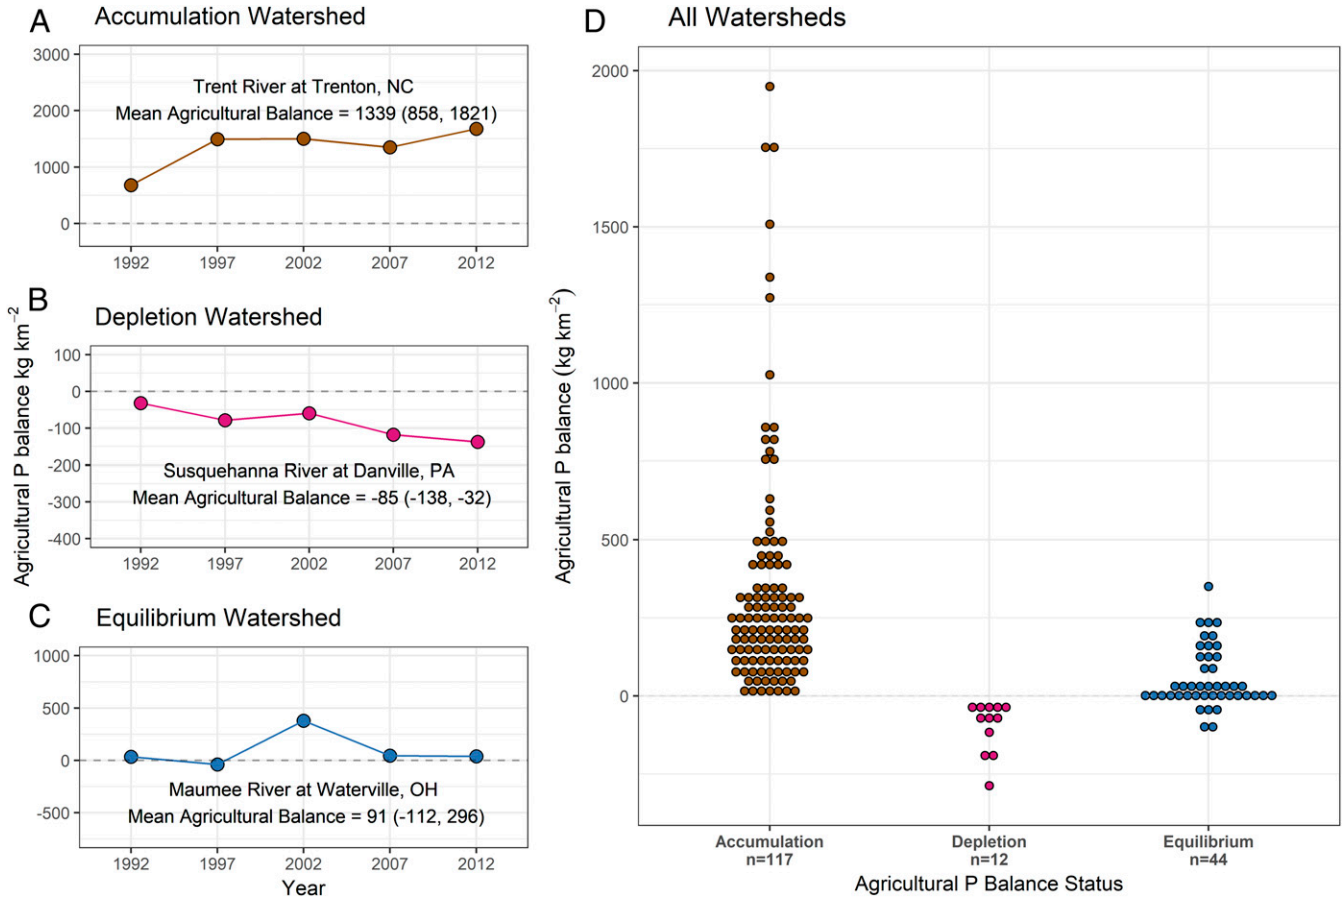 A Accumulation Watershed
3000
2000
1000
0
Trent River at Trenton, NC
Mean Agricultural Balance = 1339 (858, 1821)
1992 1997 2002 2007 2012
B Depletion Watershed
100
0
-100
-200
-300
-400
Susquehanna River at Danville, PA
Mean Agricultural Balance = -85 (-138, -32)
1992 1997 2002 2007 2012
Agricultural P balance kg km⁻²
C Equilibrium Watershed
1000
500
0
-500
Maumee River at Waterville, OH
Mean Agricultural Balance = 91 (-112, 296)
1992 1997 2002 2007 2012
Year
D All Watersheds
2000
1500
1000
500
0
Agricultural P balance (kg km⁻²)
Accumulation Depletion Equilibrium
n=117 n=12 n=44
Agricultural P Balance Status